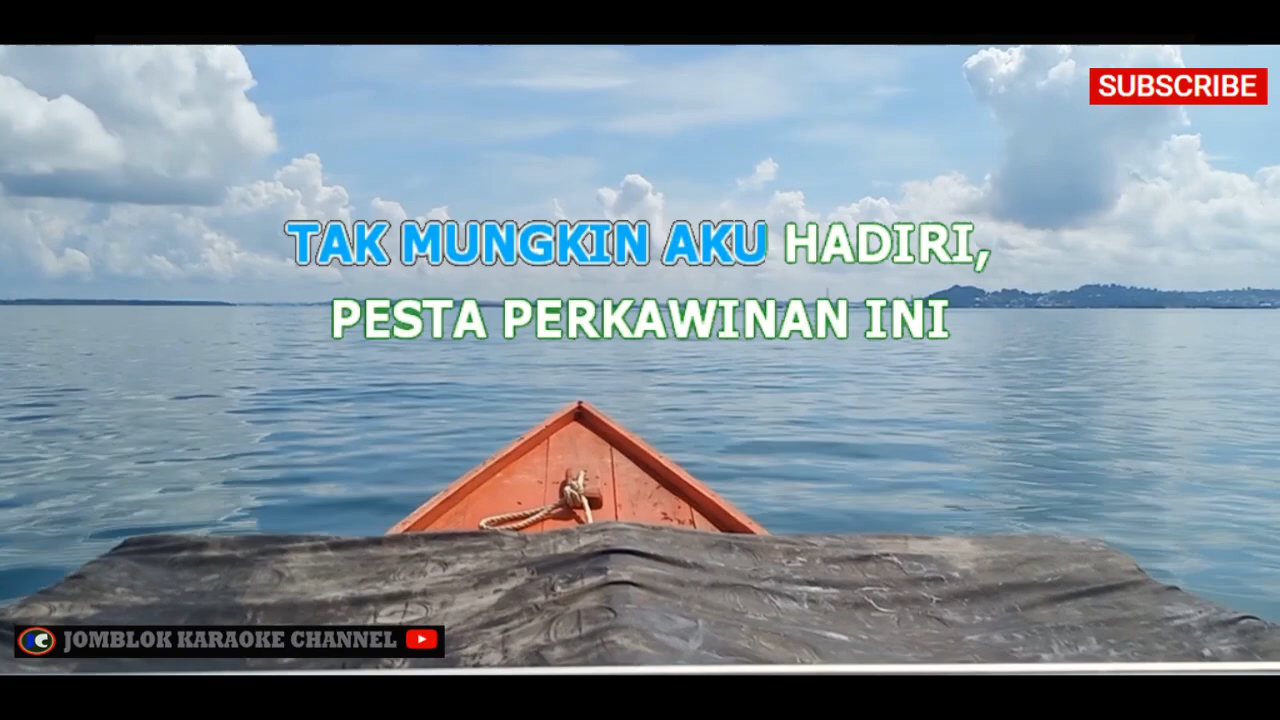 SUBSCRIBE
TAK MUNGKIN AKU HADIRI,
PESTA PERKAWINAN INI
JOMBLOK KARAOKE CHANNEL